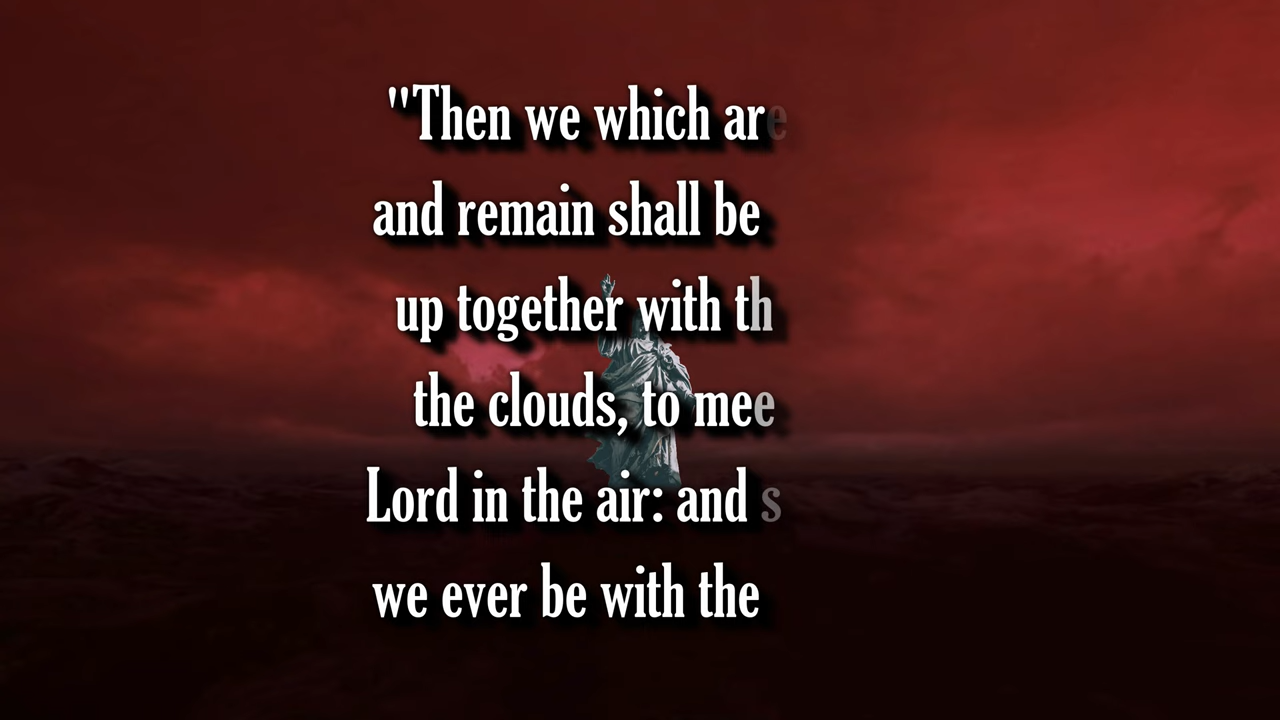 "Then we which are
and remain shall be
up together with th
the clouds, to mee
Lord in the air: and s
we ever be with the